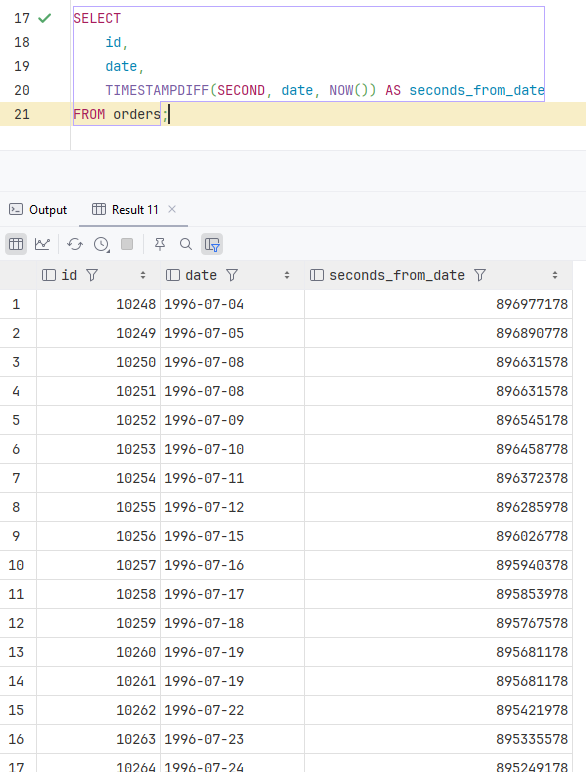 17 SELECT
18 id,
19 date,
20 TIMESTAMPDIFF(SECOND, date, NOW()) AS seconds_from_date
21 FROM orders;
Output Result 11
id date seconds_from_date
1 10248 1996-07-04 896977178
2 10249 1996-07-05 896890778
3 10250 1996-07-08 896631578
4 10251 1996-07-08 896631578
5 10252 1996-07-09 896545178
6 10253 1996-07-10 896458778
7 10254 1996-07-11 896372378
8 10255 1996-07-12 896285978
9 10256 1996-07-15 896026778
10 10257 1996-07-16 895940378
11 10258 1996-07-17 895853978
12 10259 1996-07-18 895767578
13 10260 1996-07-19 895681178
14 10261 1996-07-19 895681178
15 10262 1996-07-22 895421978
16 10263 1996-07-23 895335578
17 10264 1996-07-24 895249178